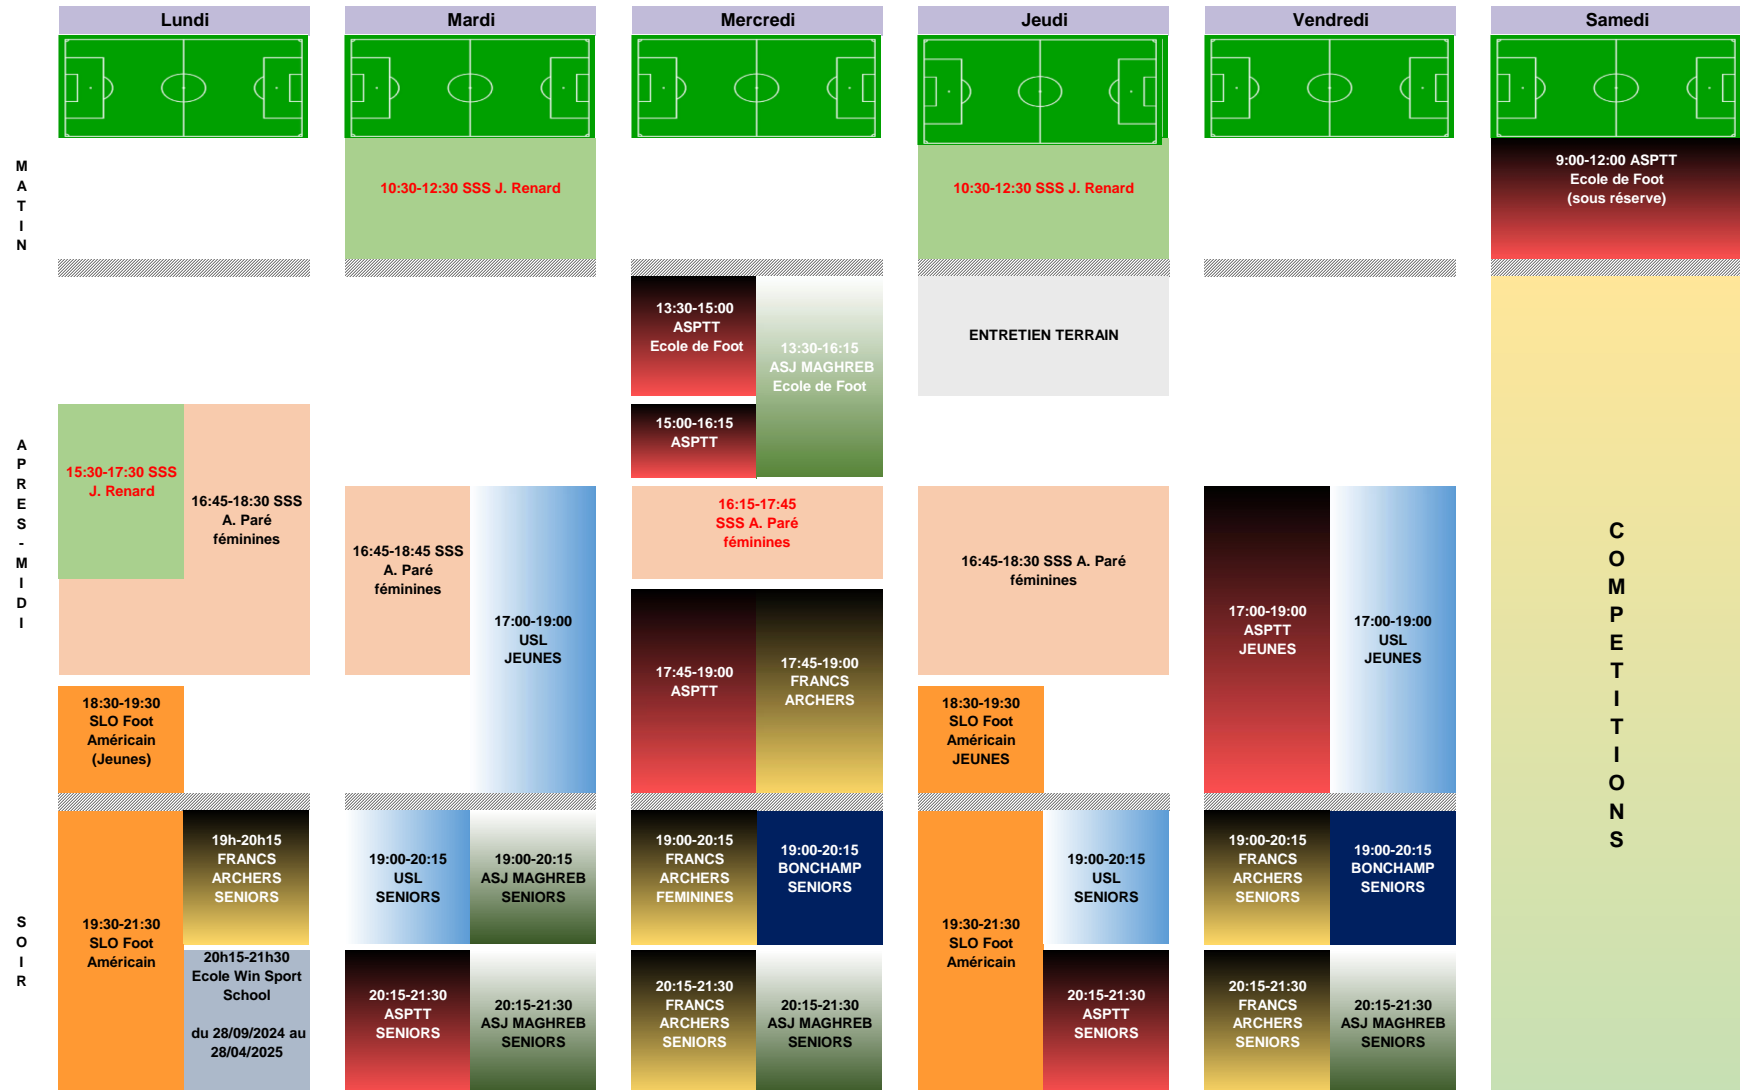 Lundi
Mardi
Mercredi
Jeudi
Vendredi
Samedi
M
A
T
I
N
10:30-12:30 SSS J. Renard
10:30-12:30 SSS J. Renard
9:00-12:00 ASPTT
Ecole de Foot
(sous réserve)
A
P
R
E
S
-
M
I
D
I
15:30-17:30 SSS
J. Renard
16:45-18:30 SSS
A. Paré
féminines
18:30-19:30
SLO Foot
Américain
(Jeunes)
16:45-18:45 SSS
A. Paré
féminines
17:00-19:00
USL
JEUNES
13:30-15:00
ASPTT
Ecole de Foot
13:30-16:15
ASJ MAGHREB
Ecole de Foot
15:00-16:15
ASPTT
16:15-17:45
SSS A. Paré
féminines
17:45-19:00
ASPTT
17:45-19:00
FRANCS
ARCHERS
ENTRETIEN TERRAIN
16:45-18:30 SSS A. Paré
féminines
18:30-19:30
SLO Foot
Américain
JEUNES
17:00-19:00
ASPTT
JEUNES
17:00-19:00
USL
JEUNES
C
O
M
P
E
T
I
T
I
O
N
S
S
O
I
R
19:30-21:30
SLO Foot
Américain
19h-20h15
FRANCS
ARCHERS
SENIORS
20h15-21h30
Ecole Win Sport
School
du 28/09/2024 au
28/04/2025
19:00-20:15
USL
SENIORS
19:00-20:15
ASJ MAGHREB
SENIORS
20:15-21:30
ASPTT
SENIORS
20:15-21:30
ASJ MAGHREB
SENIORS
19:00-20:15
FRANCS
ARCHERS
FEMININES
19:00-20:15
BONCHAMP
SENIORS
20:15-21:30
FRANCS
ARCHERS
SENIORS
20:15-21:30
ASJ MAGHREB
SENIORS
19:30-21:30
SLO Foot
Américain
19:00-20:15
USL
SENIORS
20:15-21:30
ASPTT
SENIORS
19:00-20:15
FRANCS
ARCHERS
SENIORS
19:00-20:15
BONCHAMP
SENIORS
20:15-21:30
FRANCS
ARCHERS
SENIORS
20:15-21:30
ASJ MAGHREB
SENIORS